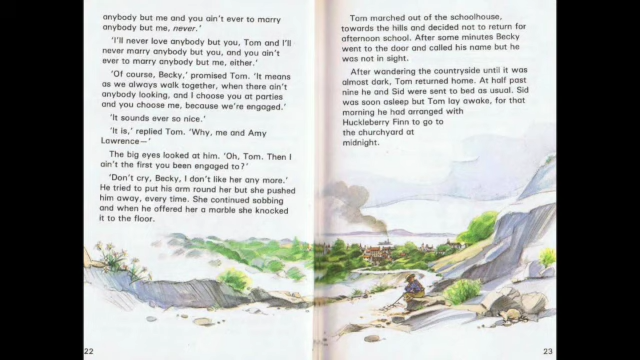 anybody but me and you ain't ever to marry
anybody but me, never.'
'I'll never love anybody but you, Tom and I'll
never marry anybody but you, and you ain't
ever to marry anybody but me, either.'
'Of course, Becky,' promised Tom. 'It means
as we always walk together, when there ain't
anybody looking, and I choose you at parties
and you choose me, because we're engaged.'
'It sounds ever so nice.'
'It is,' replied Tom. 'Why, me and Amy
Lawrence—'
The big eyes looked at him. 'Oh, Tom. Then I
ain't the first you been engaged to?'
'Don't cry, Becky, I don't like her any more.'
He tried to put his arm round her but she pushed
him away, every time. She continued sobbing
and when he offered her a marble she knocked
it to the floor.
22
Tom marched out of the schoolhouse,
towards the hills and decided not to return for
afternoon school. After some minutes Becky
went to the door and called his name but he
was not in sight.
After wandering the countryside until it was
almost dark, Tom returned home. At half past
nine he and Sid were sent to bed as usual. Sid
was soon asleep but Tom lay awake, for that
morning he had arranged with
Huckleberry Finn to go to
the churchyard at
midnight.
23